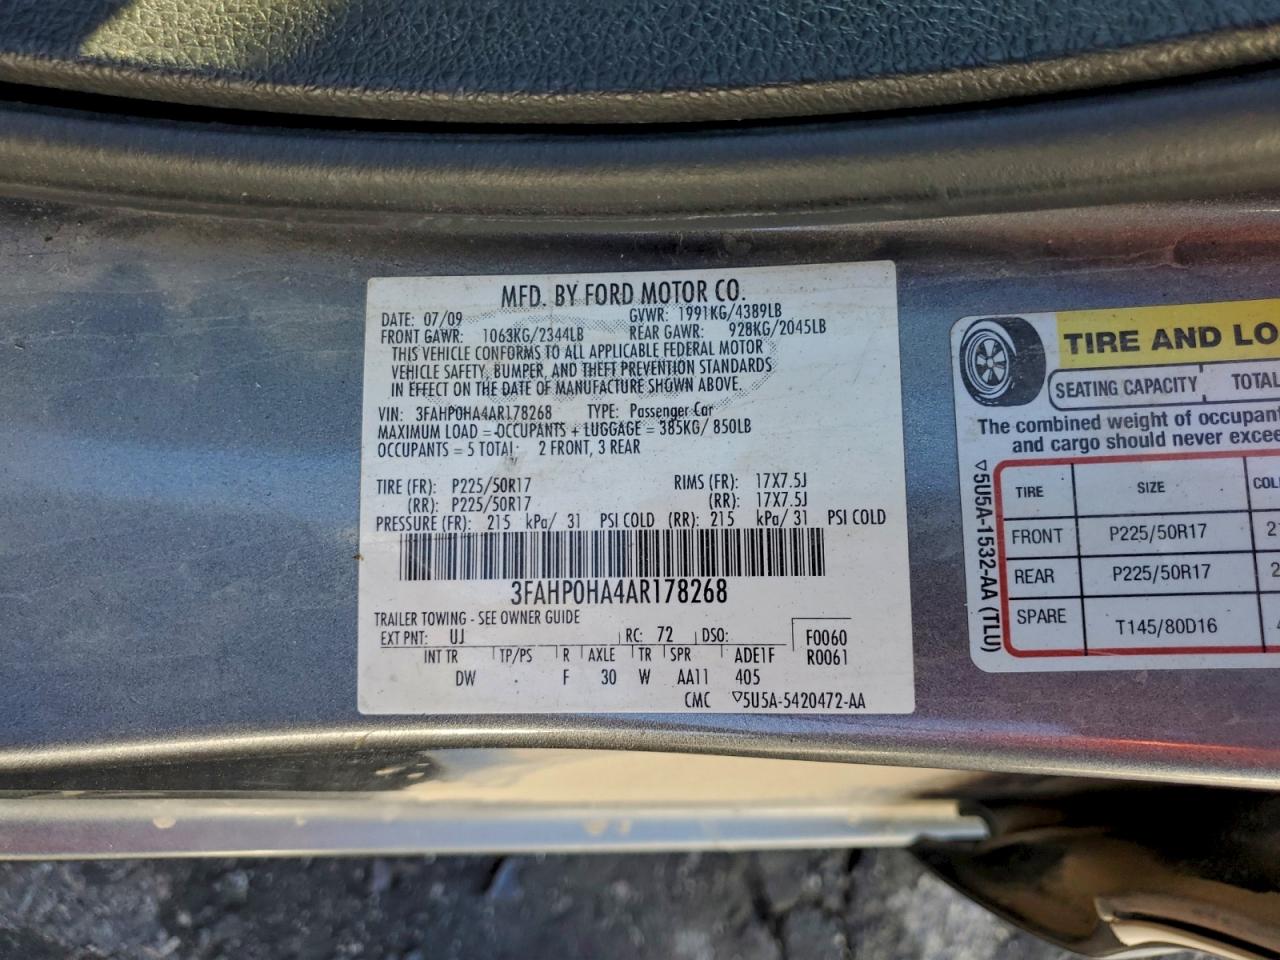 MFD. BY FORD MOTOR CO.
DATE: 07/09 GVWR: 1991KG/4389LB
FRONT GAWR: 1063KG/2344LB REAR GAWR: 928KG/2045LB
THIS VEHICLE CONFORMS TO ALL APPLICABLE FEDERAL MOTOR
VEHICLE SAFETY, BUMPER, AND THEFT PREVENTION STANDARDS
IN EFFECT ON THE DATE OF MANUFACTURE SHOWN ABOVE.
VIN: 3FAHP0HA4AR178268 TYPE: Passenger Car
MAXIMUM LOAD = OCCUPANTS + LUGGAGE = 385KG/ 850LB
OCCUPANTS = 5 TOTAL: 2 FRONT, 3 REAR
TIRE (FR): P225/50R17 RIMS (FR): 17X7.5J
(RR): P225/50R17 (RR): 17X7.5J
PRESSURE (FR): 215 kPa/ 31 PSI COLD (RR): 215 kPa/ 31 PSI COLD
3FAHP0HA4AR178268
TRAILER TOWING - SEE OWNER GUIDE
EXT PNT: UJ RC: 72 DSO: F0060
INT TR TP/PS R AXLE TR SPR ADE1F R0061
DW . F 30 W AA11 405
CMC ▽5U5A-5420472-AA
TIRE AND LO
SEATING CAPACITY TOTAL
The combined weight of occupant
and cargo should never excee
TIRE SIZE COL
FRONT P225/50R17 2
REAR P225/50R17 2
SPARE T145/80D16 4
▽5U5A-1532-AA (TLU)